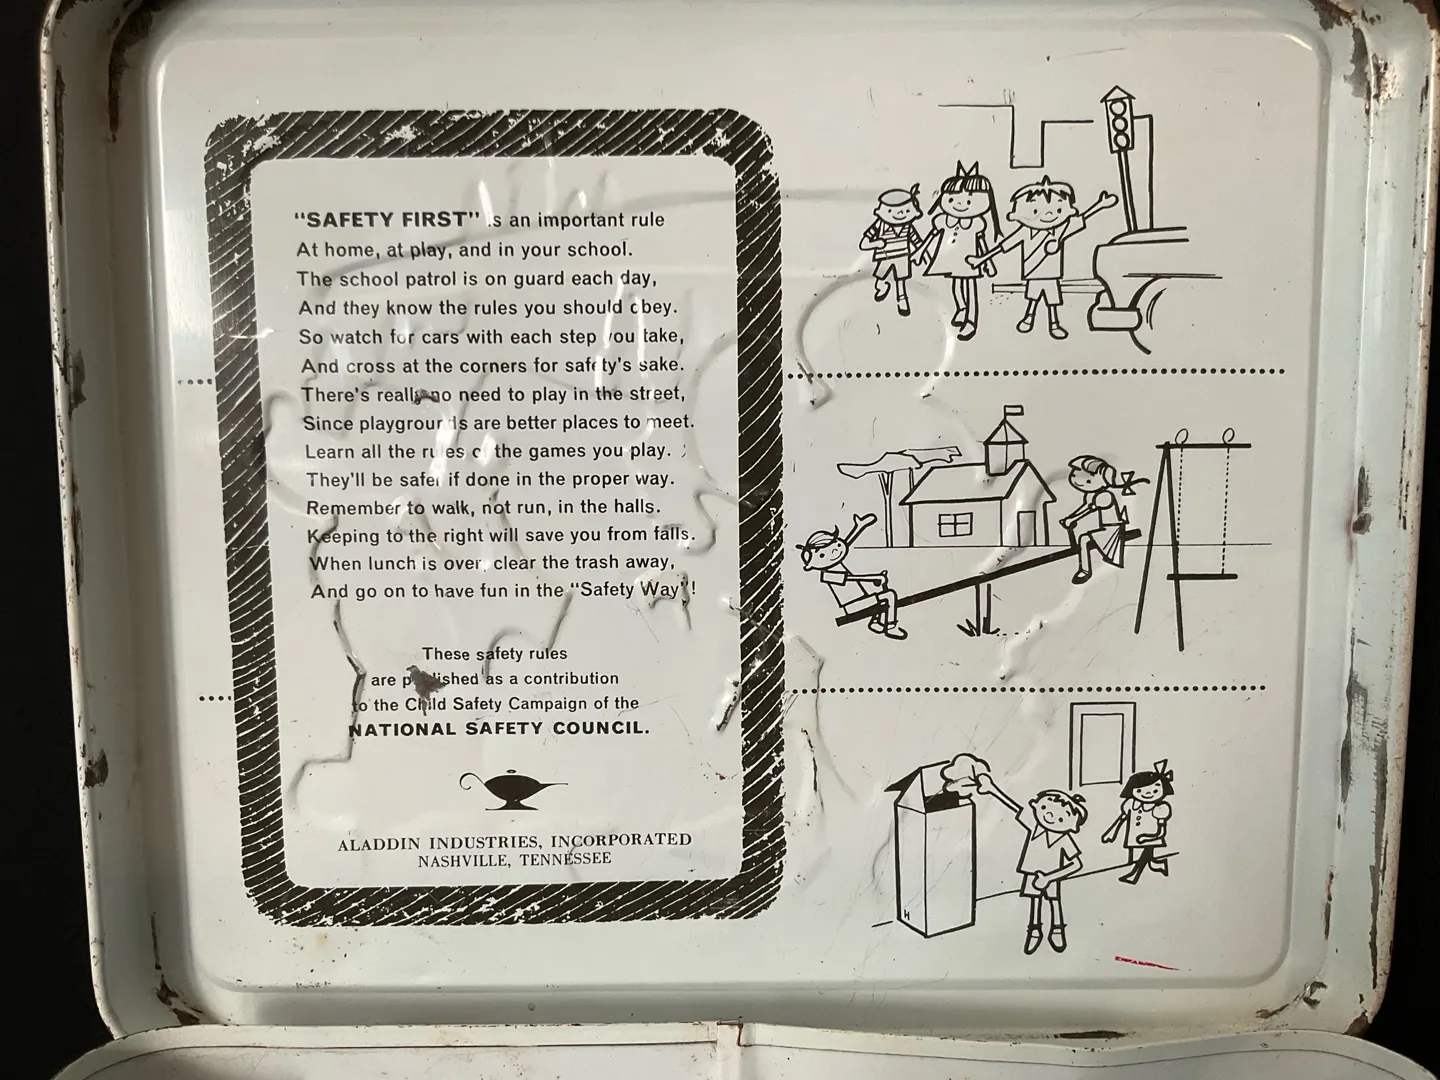 "SAFETY FIRST" is an important rule
At home, at play, and in your school.
The school patrol is on guard each day,
And they know the rules you should obey.
So watch for cars with each step you take,
And cross at the corners for safety's sake.
There's really no need to play in the street,
Since playgrounds are better places to meet.
Learn all the rules of the games you play.
They'll be safer if done in the proper way.
Remember to walk, not run, in the halls.
Keeping to the right will save you from falls.
When lunch is over, clear the trash away,
And go on to have fun in the "Safety Way"!
These safety rules
are published as a contribution
to the Child Safety Campaign of the
NATIONAL SAFETY COUNCIL.
ALADDIN INDUSTRIES, INCORPORATED
NASHVILLE, TENNESSEE
H